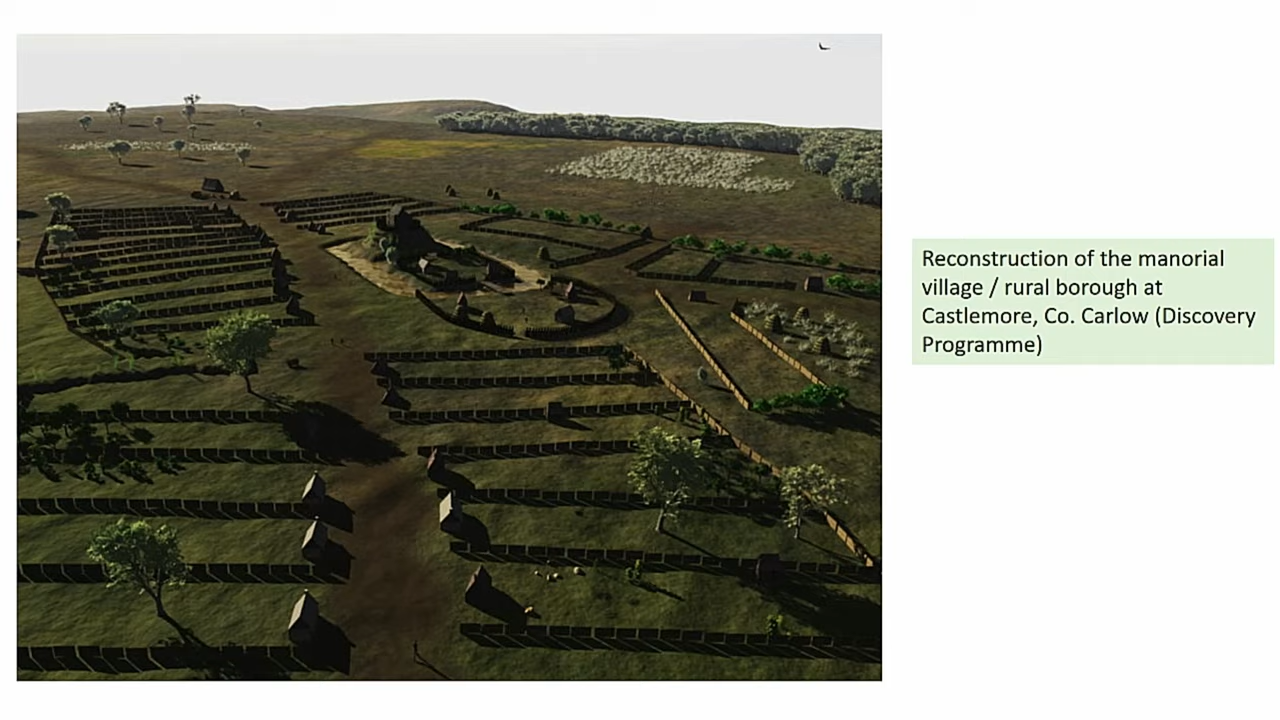 Reconstruction of the manorial
village / rural borough at
Castlemore, Co. Carlow (Discovery
Programme)